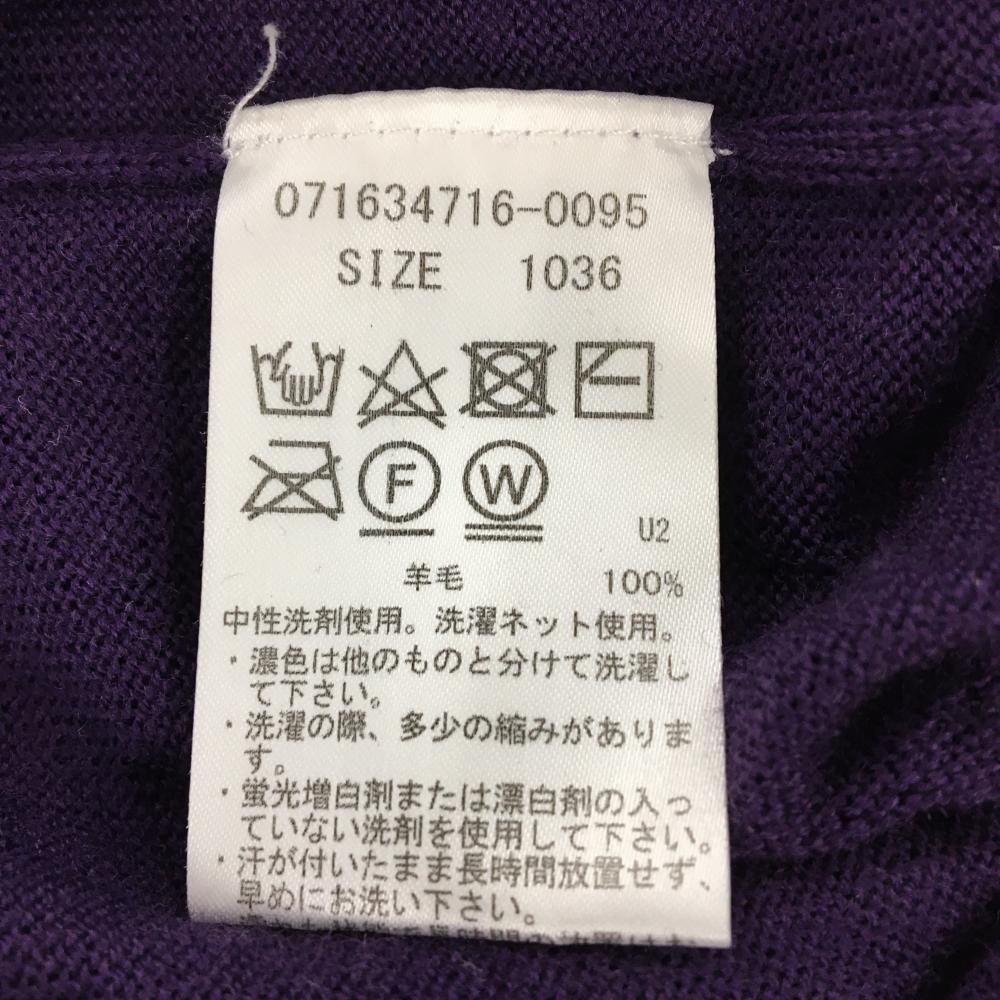 071634716-0095
SIZE 1036
F W
U2
羊毛 100%
中性洗剤使用。洗濯ネット使用。
・濃色は他のものと分けて洗濯し
て下さい。
・洗濯の際、多少の縮みがありま
す。
・蛍光増白剤または漂白剤の入っ
ていない洗剤を使用して下さい。
・汗が付いたまま長時間放置せず、
早めにお洗い下さい。